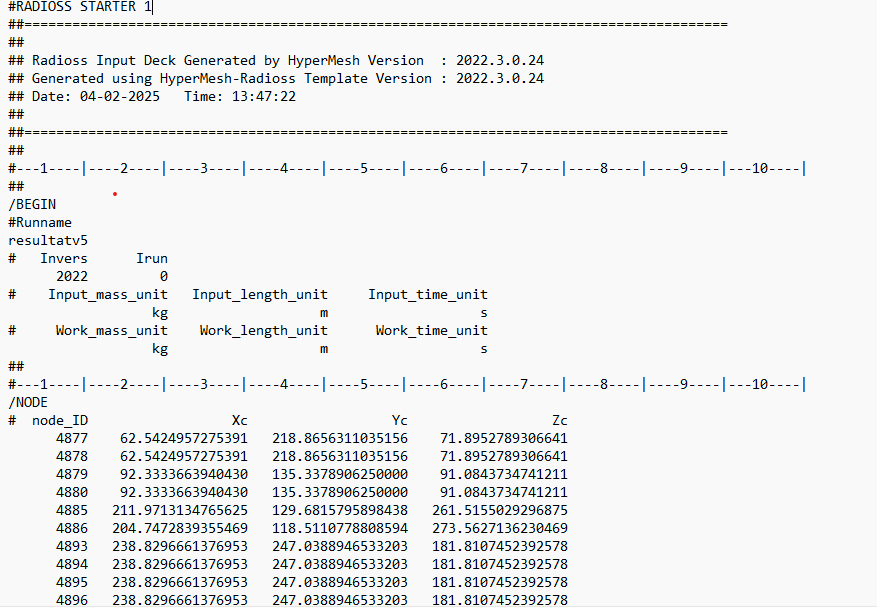 #RADIOSS STARTER 1
##========================================================================================
##
## Radioss Input Deck Generated by HyperMesh Version  : 2022.3.0.24
## Generated using HyperMesh-Radioss Template Version : 2022.3.0.24
## Date: 04-02-2025   Time: 13:47:22
##
##========================================================================================
##
#---1----|----2----|----3----|----4----|----5----|----6----|----7----|----8----|----9----|---10----|
##
/BEGIN
#Runname
resultatv5
#   Invers      Irun
      2022         0
#    Input_mass_unit   Input_length_unit     Input_time_unit
                  kg                   m                   s
#     Work_mass_unit    Work_length_unit      Work_time_unit
                  kg                   m                   s
##
#---1----|----2----|----3----|----4----|----5----|----6----|----7----|----8----|----9----|---10----|
/NODE
#  node_ID                  Xc                  Yc                  Zc
      4877    62.5424957275391   218.8656311035156    71.8952789306641
      4878    62.5424957275391   218.8656311035156    71.8952789306641
      4879    92.3333663940430   135.3378906250000    91.0843734741211
      4880    92.3333663940430   135.3378906250000    91.0843734741211
      4885   211.9713134765625   129.6815795898438   261.5155029296875
      4886   204.7472839355469   118.5110778808594   273.5627136230469
      4893   238.8296661376953   247.0388946533203   181.8107452392578
      4894   238.8296661376953   247.0388946533203   181.8107452392578
      4895   238.8296661376953   247.0388946533203   181.8107452392578
      4896   238.8296661376953   247.0388946533203   181.8107452392578